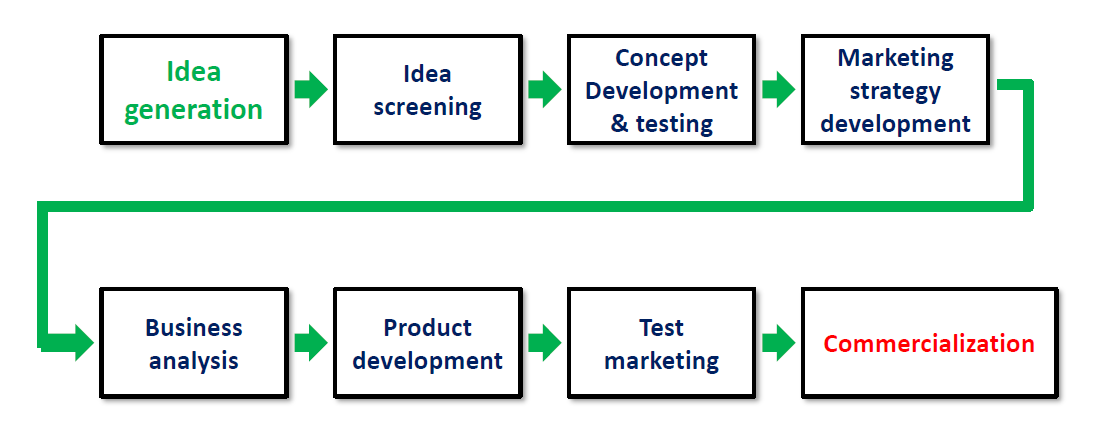 Idea
generation
Idea
screening
Concept
Development
& testing
Marketing
strategy
development
Business
analysis
Product
development
Test
marketing
Commercialization